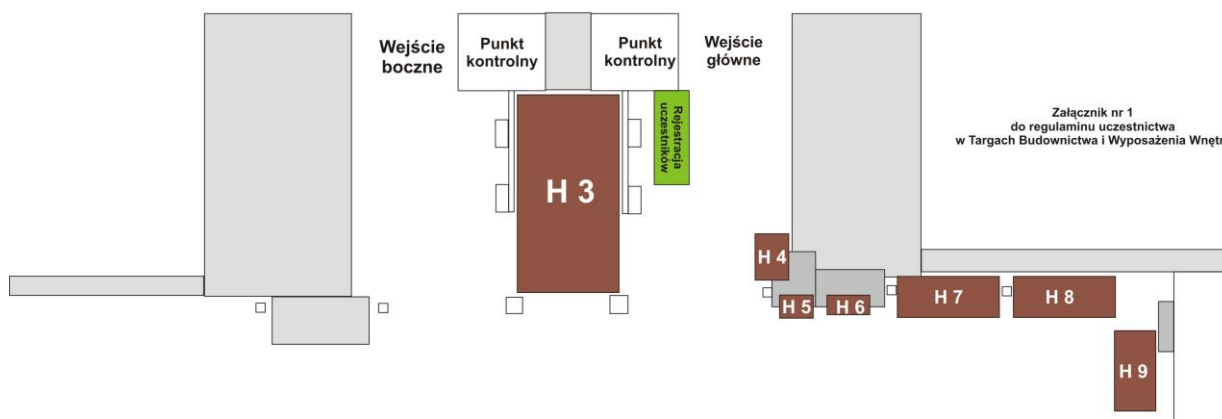 Wejście
boczne
Punkt
kontrolny
Punkt
kontrolny
Wejście
główne
Rejestracja
uczestników
Załącznik nr 1
do regulaminu uczestnictwa
w Targach Budownictwa i Wyposażenia Wnętr
H 3
H 4
H 5
H 6
H 7
H 8
H 9